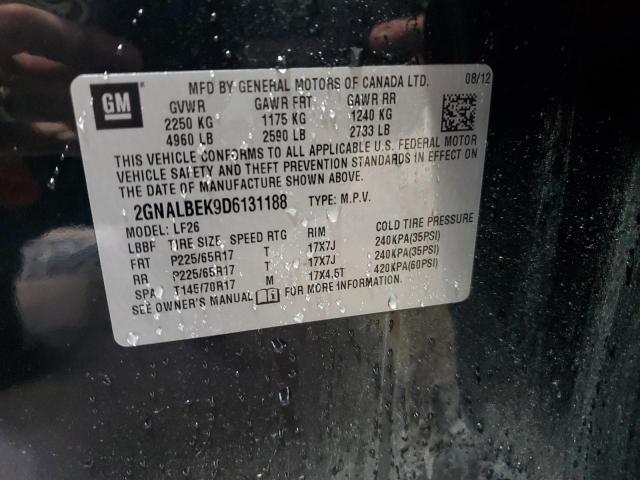 GM
MFD BY GENERAL MOTORS OF CANADA LTD. 08/12
GVWR GAWR FRT GAWR RR
2250 KG 1175 KG 1240 KG
4960 LB 2590 LB 2733 LB
THIS VEHICLE CONFORMS TO ALL APPLICABLE U.S. FEDERAL MOTOR
VEHICLE SAFETY AND THEFT PREVENTION STANDARDS IN EFFECT ON
THE DATE OF MANUFACTURE SHOWN ABOVE.
2GNALBEK9D6131188 TYPE: M.P.V.
MODEL: LF26
LBBF TIRE SIZE, SPEED RTG RIM COLD TIRE PRESSURE
FRT P225/65R17 T 17X7J 240KPA(35PSI)
RR P225/65R17 T 17X7J 240KPA(35PSI)
SPA T145/70R17 M 17X4.5T 420KPA(60PSI)
SEE OWNER'S MANUAL FOR MORE INFORMATION.